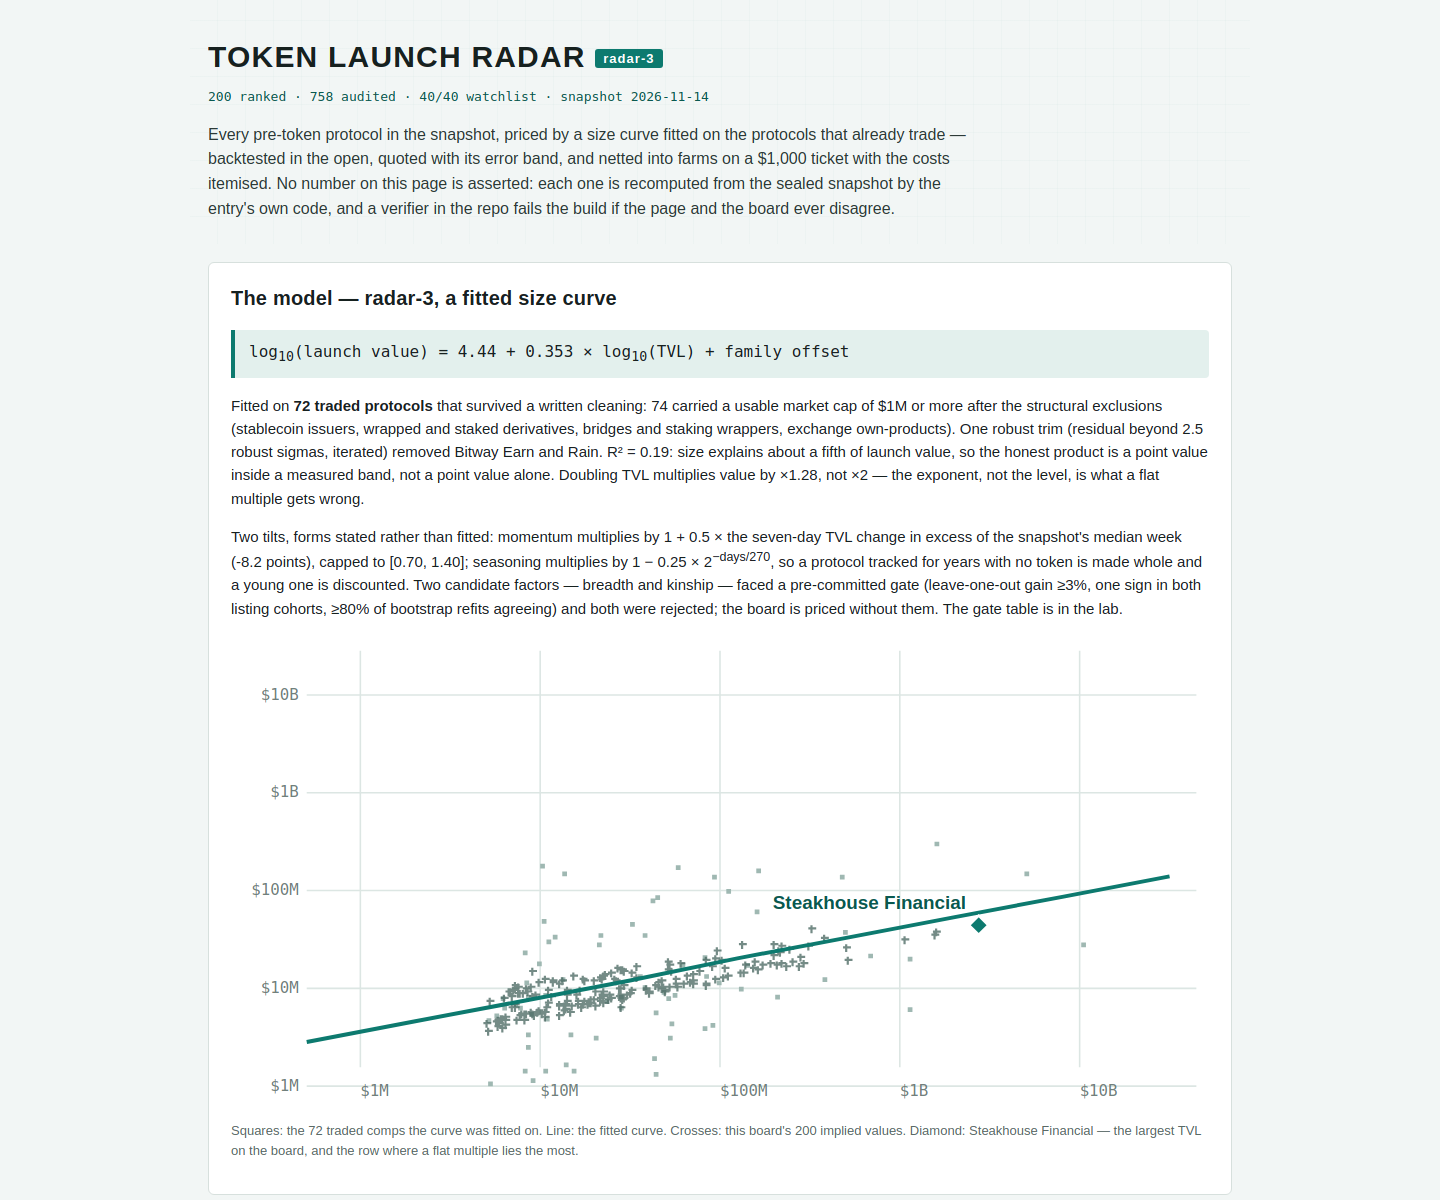 TOKEN LAUNCH RADAR radar-3
200 ranked · 758 audited · 40/40 watchlist · snapshot 2026-11-14
Every pre-token protocol in the snapshot, priced by a size curve fitted on the protocols that already trade —
backtested in the open, quoted with its error band, and netted into farms on a $1,000 ticket with the costs
itemised. No number on this page is asserted: each one is recomputed from the sealed snapshot by the
entry's own code, and a verifier in the repo fails the build if the page and the board ever disagree.
The model — radar-3, a fitted size curve
log10(launch value) = 4.44 + 0.353 × log10(TVL) + family offset
Fitted on 72 traded protocols that survived a written cleaning: 74 carried a usable market cap of $1M or more after the structural exclusions
(stablecoin issuers, wrapped and staked derivatives, bridges and staking wrappers, exchange own-products). One robust trim (residual beyond 2.5
robust sigmas, iterated) removed Bitway Earn and Rain. R² = 0.19: size explains about a fifth of launch value, so the honest product is a point value
inside a measured band, not a point value alone. Doubling TVL multiplies value by ×1.28, not ×2 — the exponent, not the level, is what a flat
multiple gets wrong.
Two tilts, forms stated rather than fitted: momentum multiplies by 1 + 0.5 × the seven-day TVL change in excess of the snapshot's median week
(-8.2 points), capped to [0.70, 1.40]; seasoning multiplies by 1 − 0.25 × 2−days/270, so a protocol tracked for years with no token is made whole and
a young one is discounted. Two candidate factors — breadth and kinship — faced a pre-committed gate (leave-one-out gain ≥3%, one sign in both
listing cohorts, ≥80% of bootstrap refits agreeing) and both were rejected; the board is priced without them. The gate table is in the lab.
$10B
$1B
$100M
Steakhouse Financial
$10M
$1M
$1M $10M $100M $1B $10B
Squares: the 72 traded comps the curve was fitted on. Line: the fitted curve. Crosses: this board's 200 implied values. Diamond: Steakhouse Financial — the largest TVL
on the board, and the row where a flat multiple lies the most.